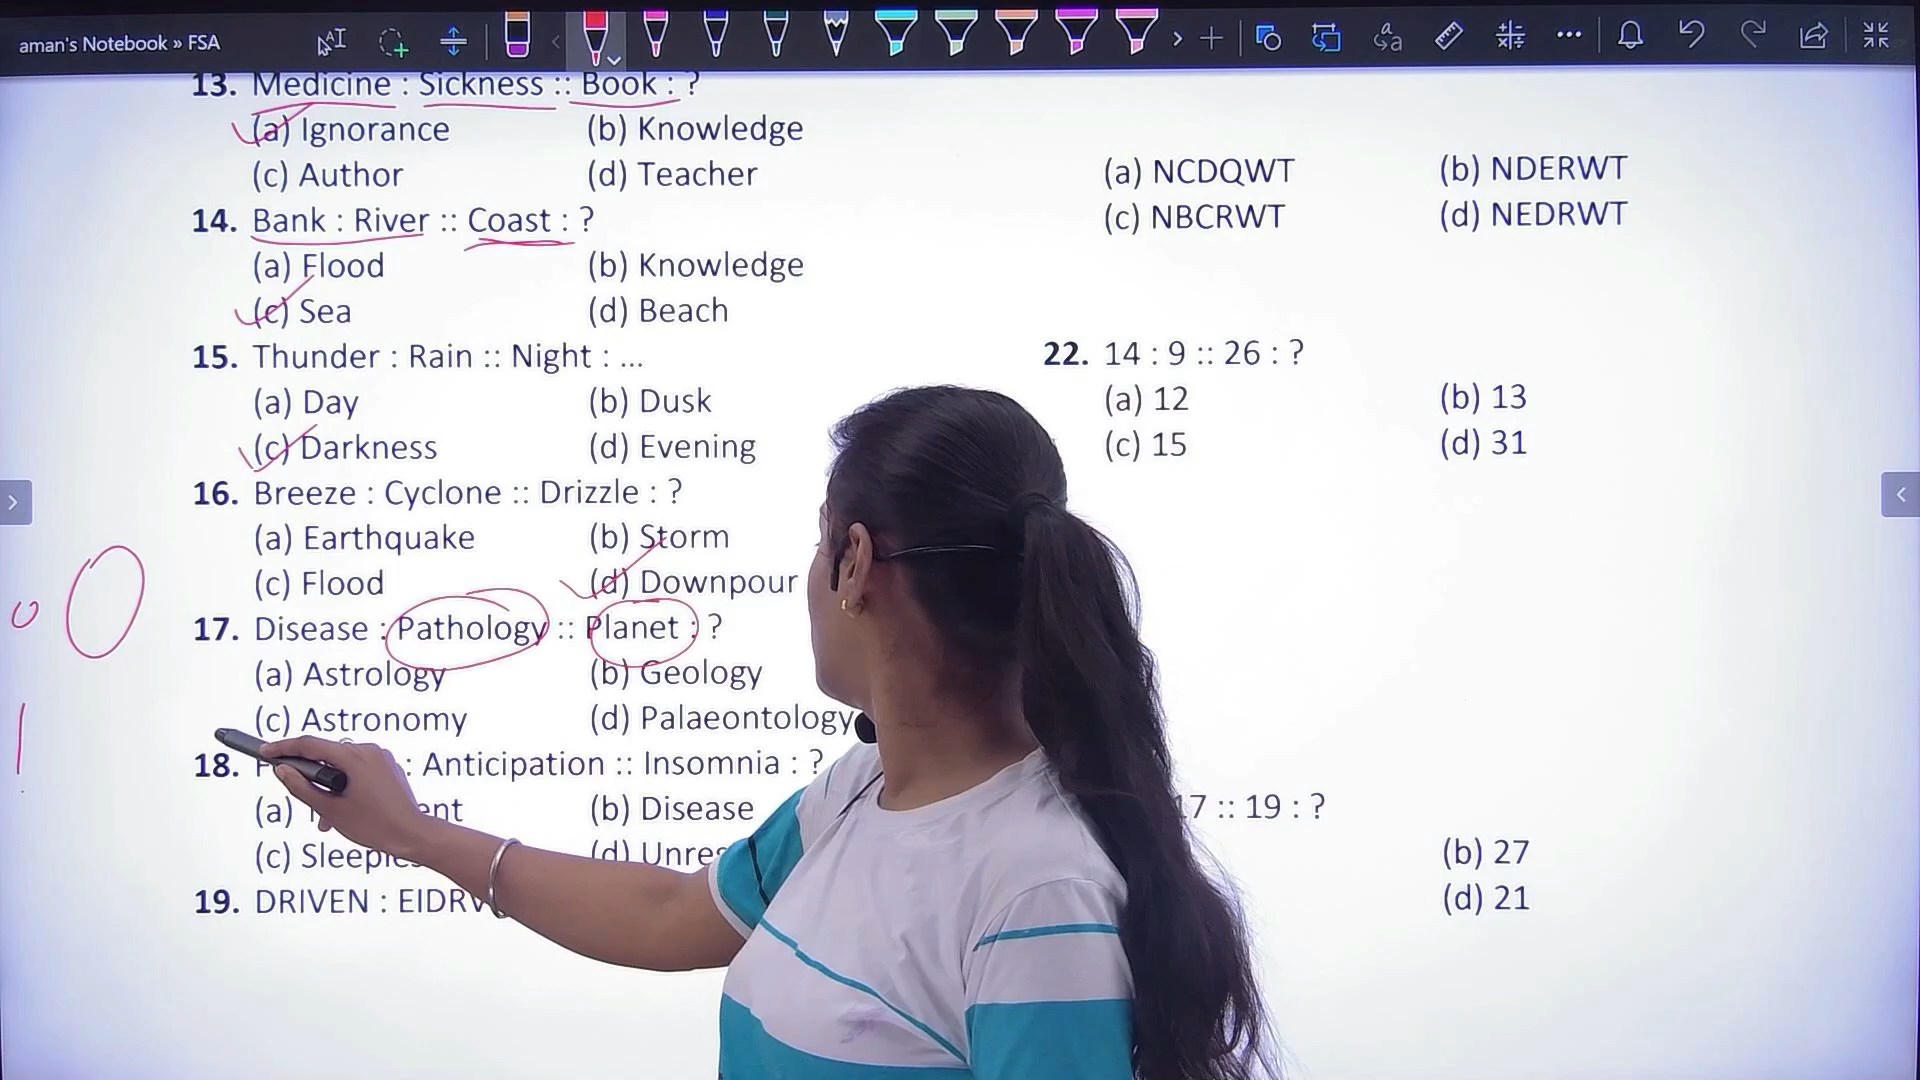 aman's Notebook » FSA
13. Medicine : Sickness :: Book : ?
(a) Ignorance (b) Knowledge
(c) Author (d) Teacher
14. Bank : River :: Coast : ?
(a) Flood (b) Knowledge
(c) Sea (d) Beach
15. Thunder : Rain :: Night : ...
(a) Day (b) Dusk
(c) Darkness (d) Evening
16. Breeze : Cyclone :: Drizzle : ?
(a) Earthquake (b) Storm
(c) Flood (d) Downpour
17. Disease : Pathology :: Planet : ?
(a) Astrology (b) Geology
(c) Astronomy (d) Palaeontology
18. : Anticipation :: Insomnia : ?
(a) (b) Disease
(c) (d)
19. DRIVEN :
(a) NCDQWT (b) NDERWT
(c) NBCRWT (d) NEDRWT
22. 14 : 9 :: 26 : ?
(a) 12 (b) 13
(c) 15 (d) 31
:: 19 : ?
(b) 27
(d) 21